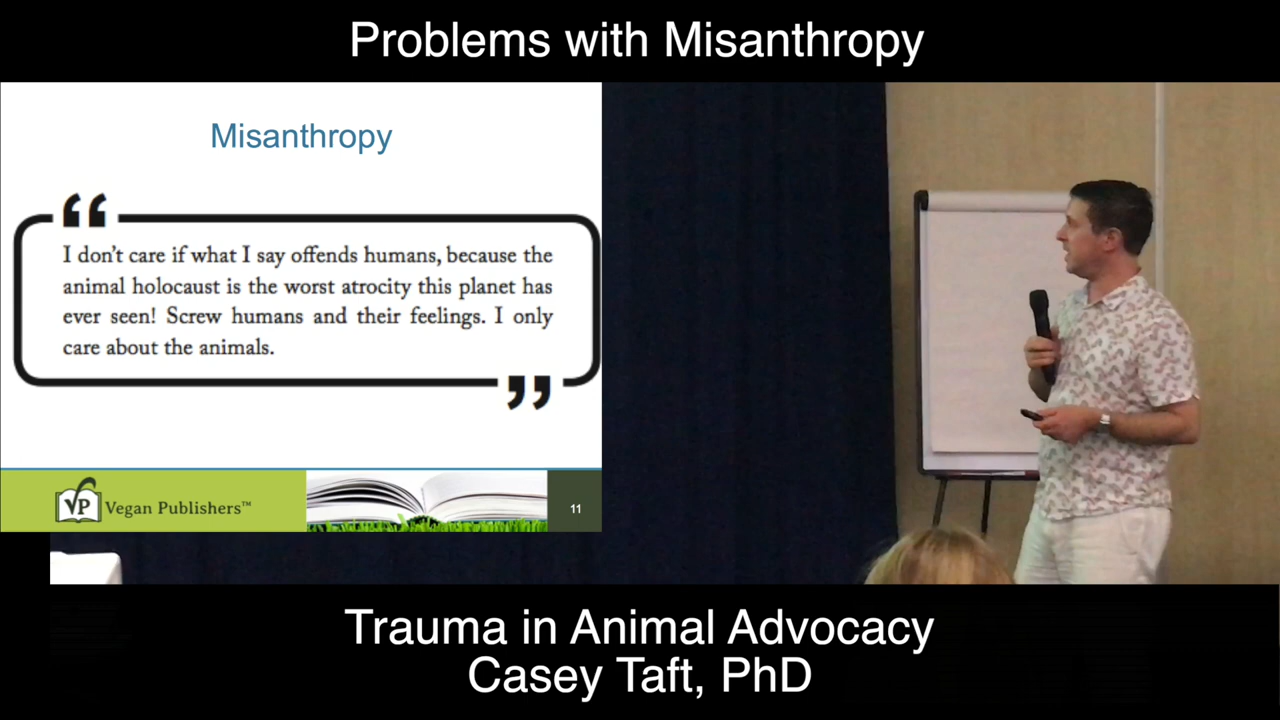 Problems with Misanthropy
Misanthropy
“
I don’t care if what I say offends humans, because the
animal holocaust is the worst atrocity this planet has
ever seen! Screw humans and their feelings. I only
care about the animals.
”
VP Vegan Publishers™
11
Trauma in Animal Advocacy
Casey Taft, PhD